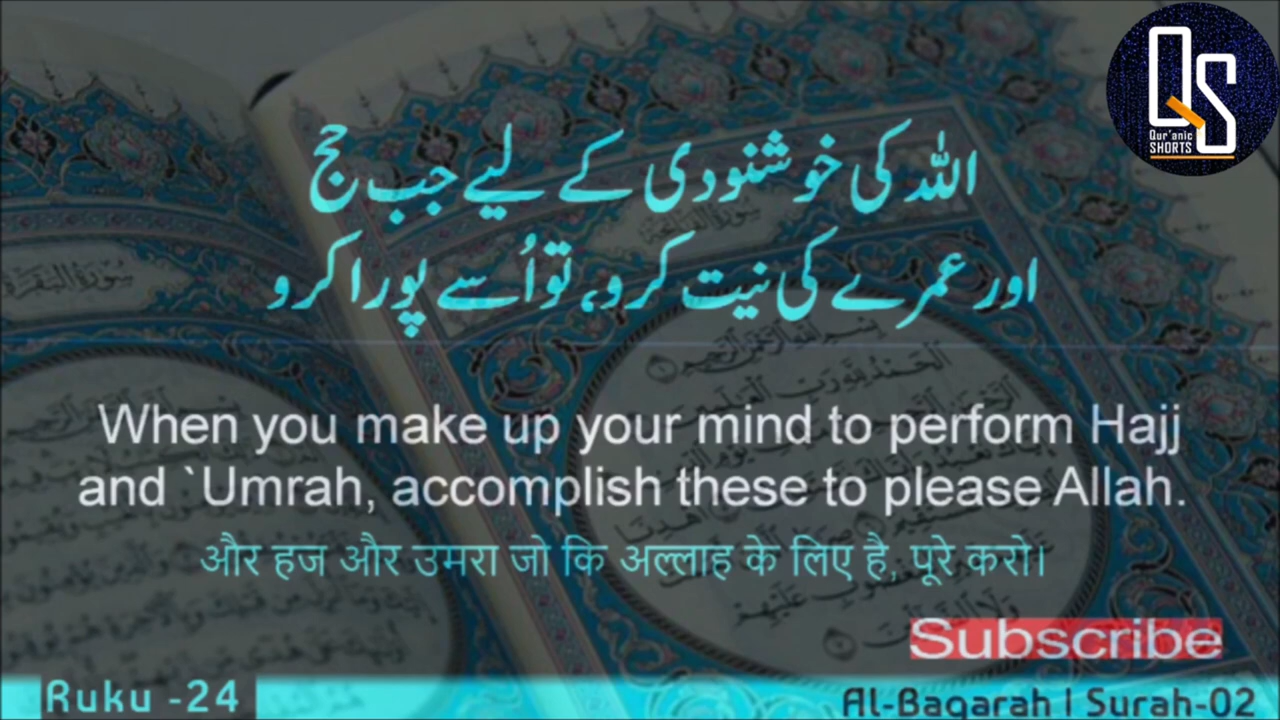 QS
Qur'anic
SHORTS
اللہ کی خوشنودی کے لیے جب حج
اور عمرے کی نیت کرو، تو اُسے پورا کرو
When you make up your mind to perform Hajj
and `Umrah, accomplish these to please Allah.
और हज और उमरा जो कि अल्लाह के लिए है, पूरे करो।
Subscribe
Ruku -24
Al-Baqarah | Surah-02